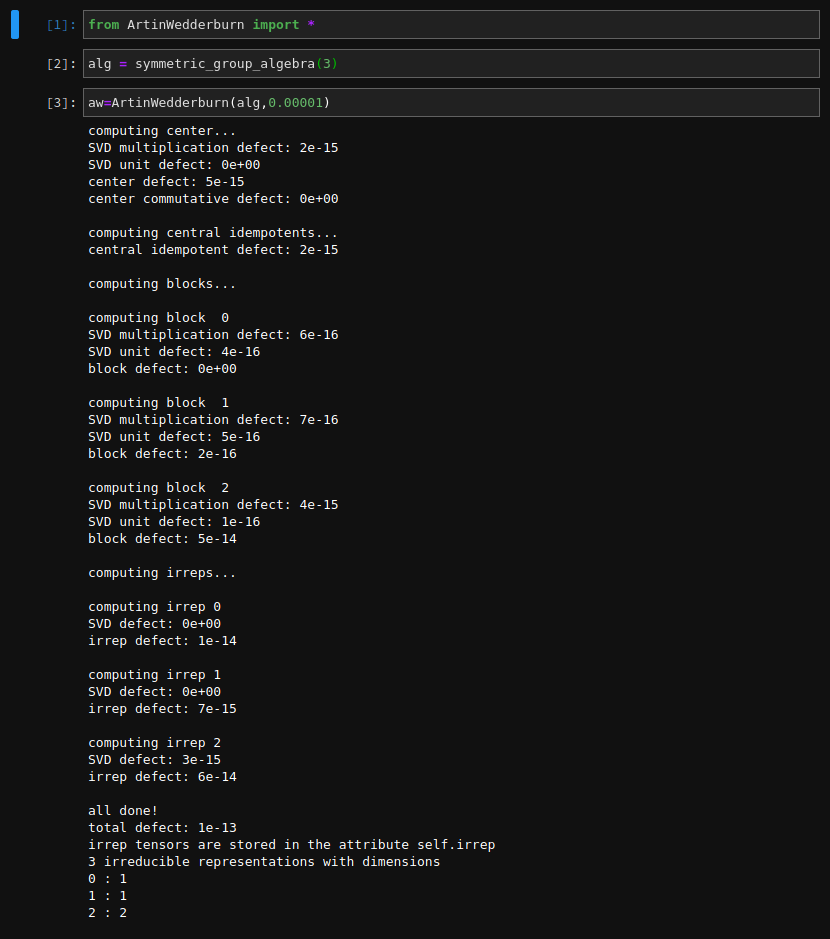 [1]: from ArtinWedderburn import *
[2]: alg = symmetric_group_algebra(3)
[3]: aw=ArtinWedderburn(alg,0.00001)
computing center...
SVD multiplication defect: 2e-15
SVD unit defect: 0e+00
center defect: 5e-15
center commutative defect: 0e+00
computing central idempotents...
central idempotent defect: 2e-15
computing blocks...
computing block  0
SVD multiplication defect: 6e-16
SVD unit defect: 4e-16
block defect: 0e+00
computing block  1
SVD multiplication defect: 7e-16
SVD unit defect: 5e-16
block defect: 2e-16
computing block  2
SVD multiplication defect: 4e-15
SVD unit defect: 1e-16
block defect: 5e-14
computing irreps...
computing irrep 0
SVD defect: 0e+00
irrep defect: 1e-14
computing irrep 1
SVD defect: 0e+00
irrep defect: 7e-15
computing irrep 2
SVD defect: 3e-15
irrep defect: 6e-14
all done!
total defect: 1e-13
irrep tensors are stored in the attribute self.irrep
3 irreducible representations with dimensions
0 : 1
1 : 1
2 : 2